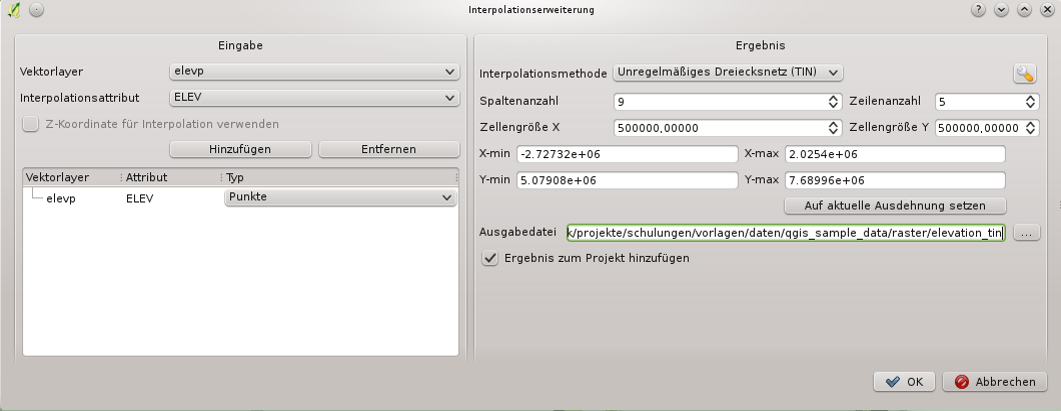 Interpolationserweiterung
Eingabe
Vektorlayer elevp
Interpolationsattribut ELEV
Z-Koordinate für Interpolation verwenden
Hinzufügen Entfernen
Vektorlayer Attribut Typ
elevp ELEV Punkte
Ergebnis
Interpolationsmethode Unregelmäßiges Dreiecksnetz (TIN)
Spaltenanzahl 9 Zeilenanzahl 5
Zellengröße X 500000,00000 Zellengröße Y 500000,00000
X-min -2.72732e+06 X-max 2.0254e+06
Y-min 5.07908e+06 Y-max 7.68996e+06
Auf aktuelle Ausdehnung setzen
Ausgabedatei k/projekte/schulungen/vorlagen/daten/qgis_sample_data/raster/elevation_tin ...
Ergebnis zum Projekt hinzufügen
OK Abbrechen